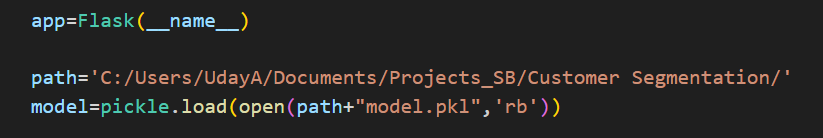 app=Flask(__name__)
path='C:/Users/UdayA/Documents/Projects_SB/Customer Segmentation/'
model=pickle.load(open(path+"model.pkl",'rb'))